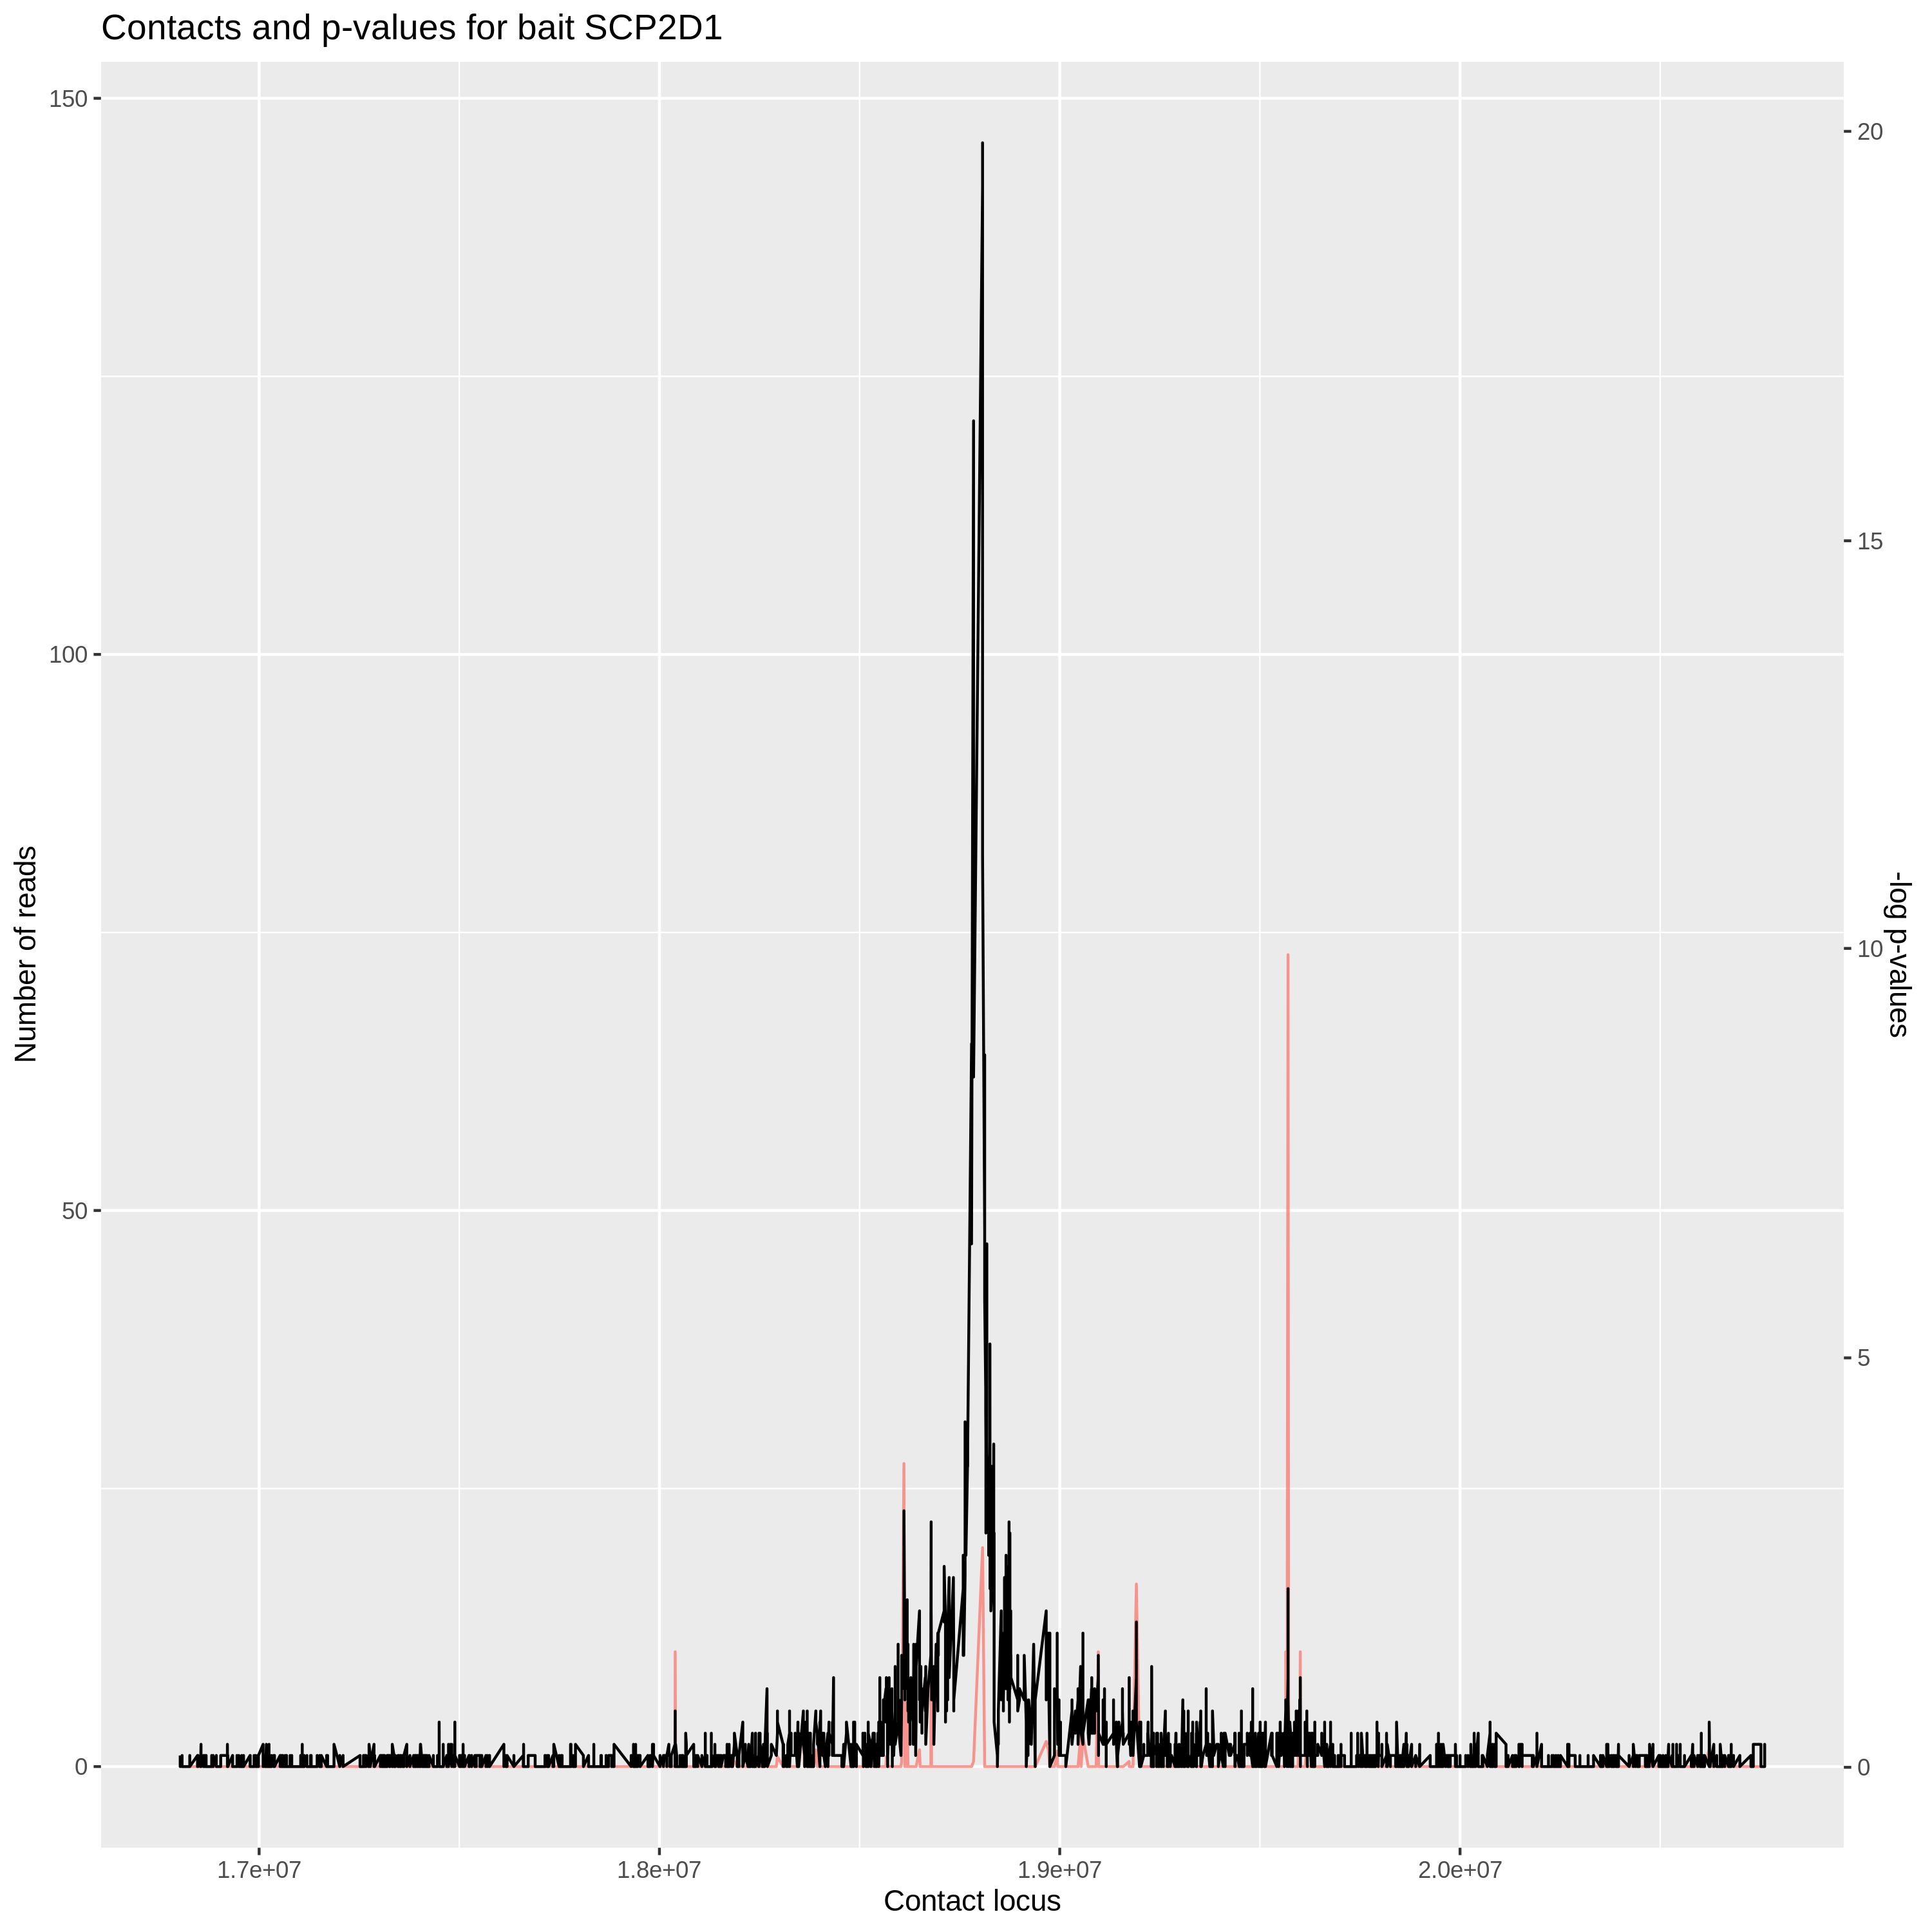 Contacts and p-values for bait SCP2D1
150
100
50
0
20
15
10
5
0
Number of reads
-log p-values
1.7e+07
1.8e+07
1.9e+07
2.0e+07
Contact locus